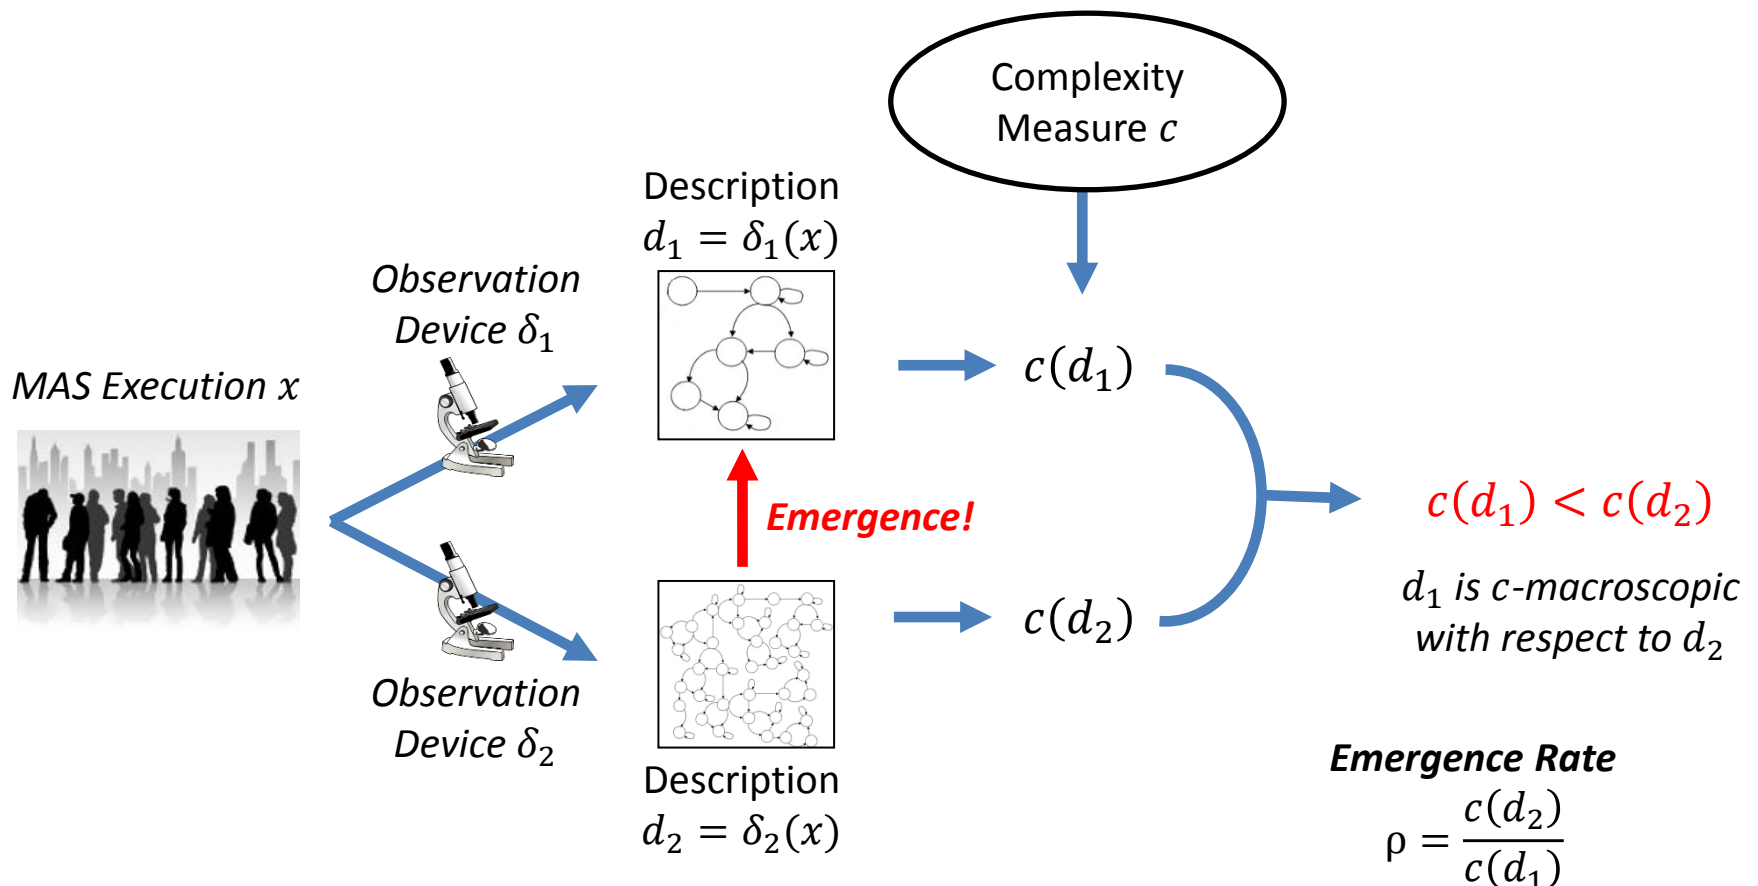 Complexity
Measure c
Description
d₁ = δ₁(x)
Observation
Device δ₁
MAS Execution x
c(d₁)
Emergence!
c(d₁) < c(d₂)
d₁ is c-macroscopic
with respect to d₂
c(d₂)
Observation
Device δ₂
Description
d₂ = δ₂(x)
Emergence Rate
ρ = c(d₂)
c(d₁)